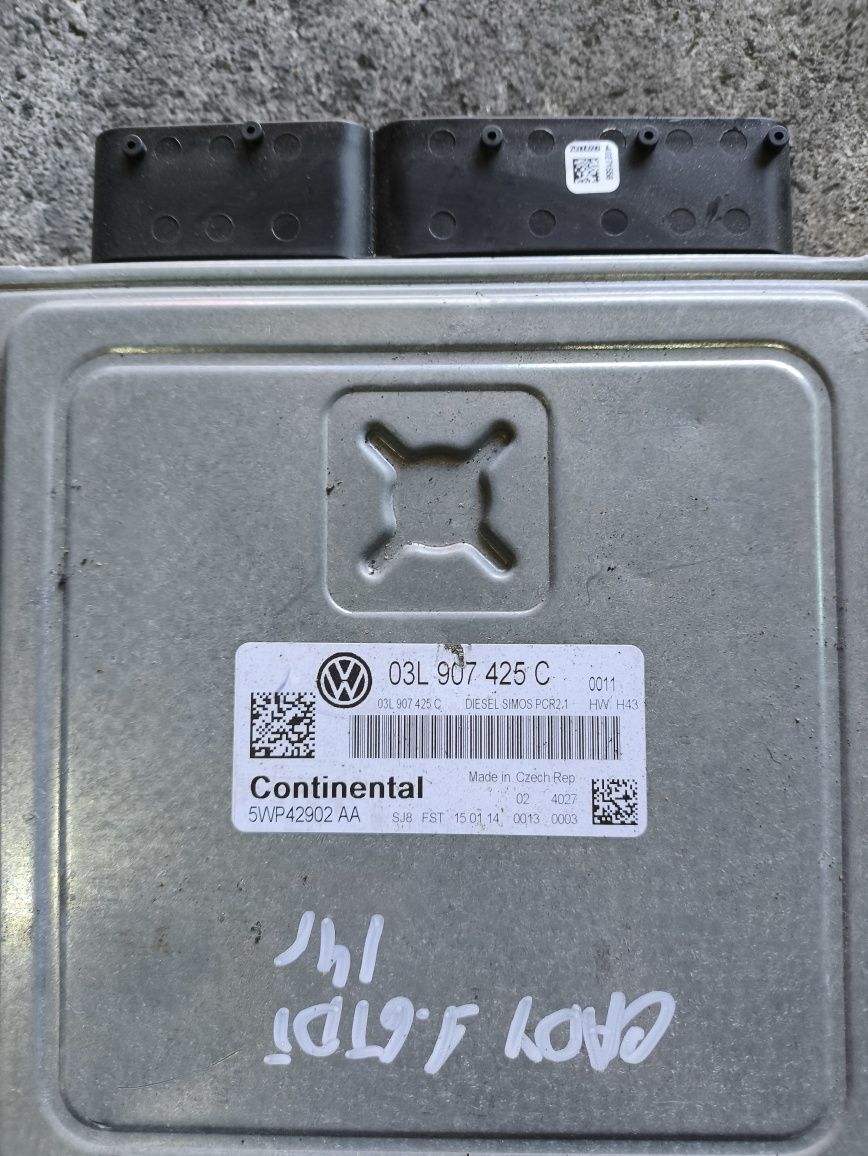 03L 907 425 C 0011
03L 907 425 C DIESEL SIMOS PCR2.1 HW H43
Continental Made in Czech Rep
02 4027
5WP42902 AA SJ8 FST 15 01 14 0013 0003
CADY 1.6TDI
14r